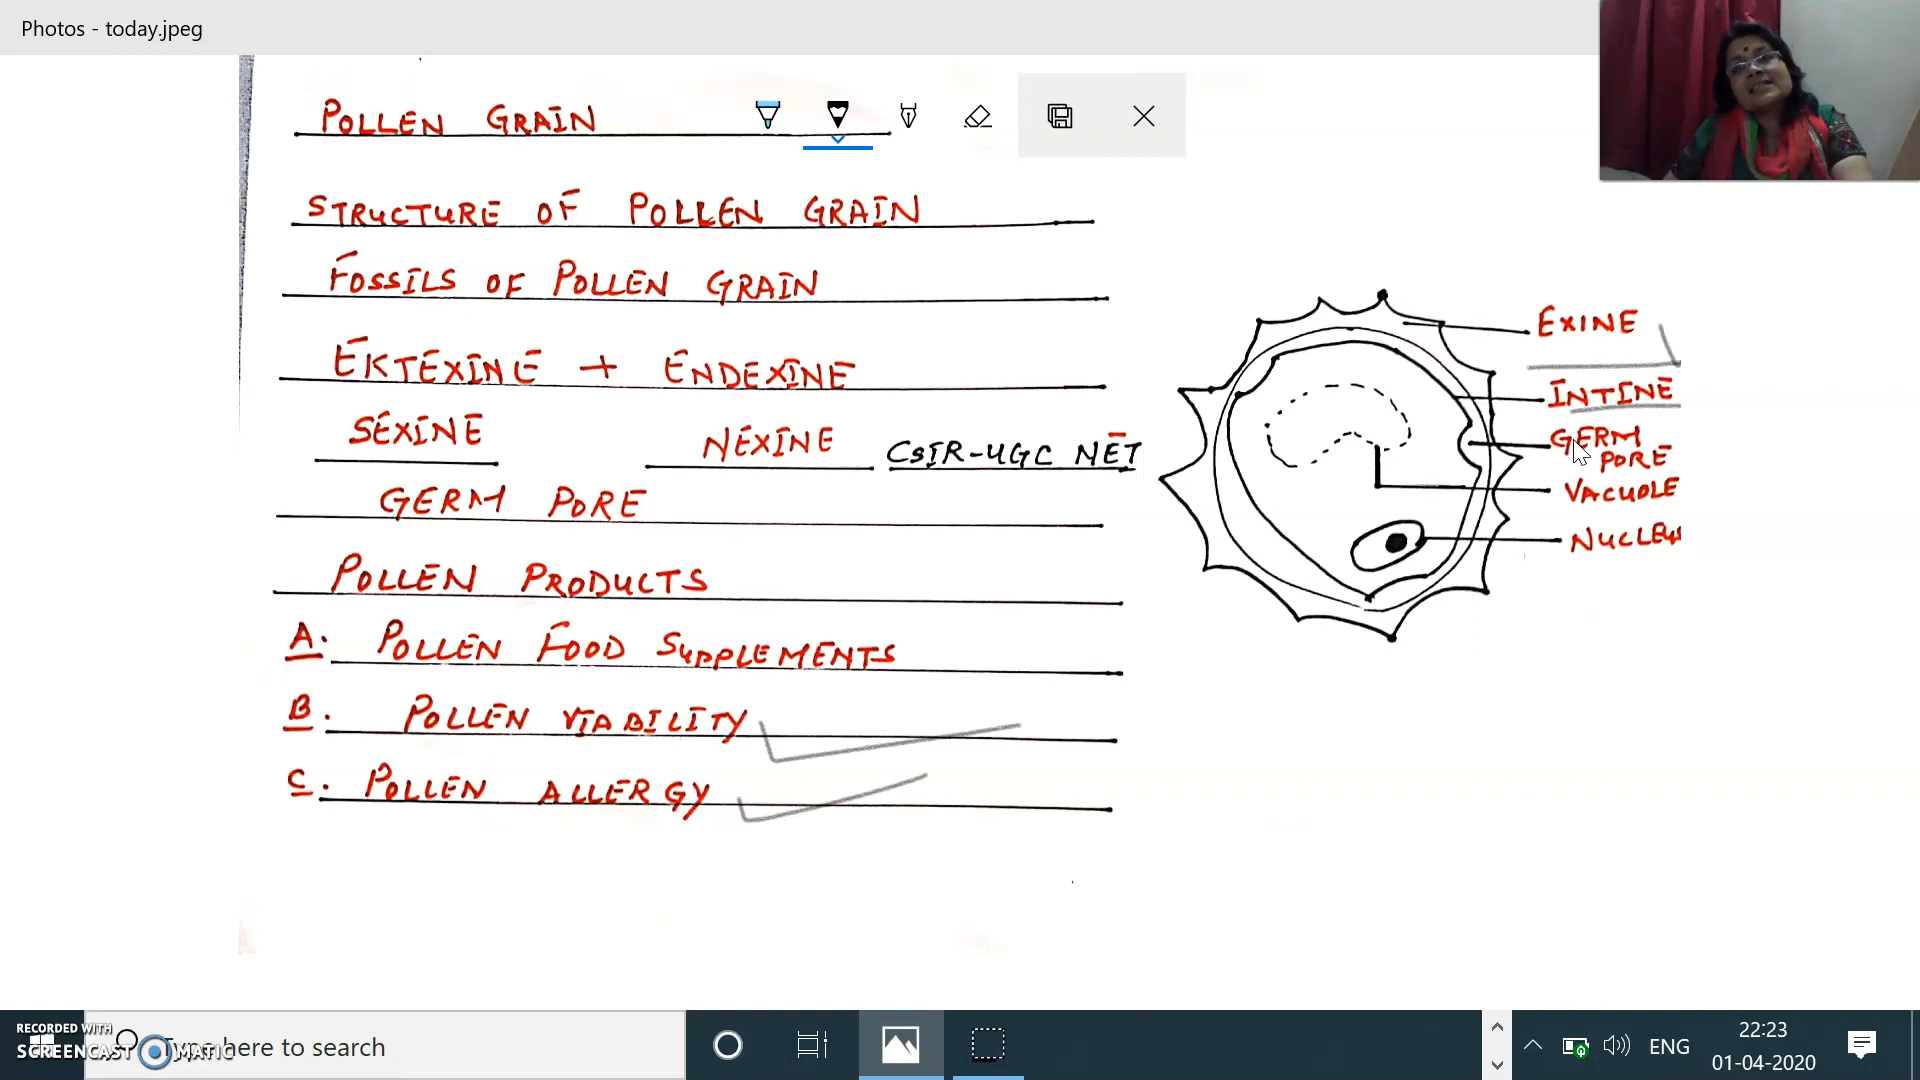 Photos - today.jpeg
POLLEN GRAIN
STRUCTURE OF POLLEN GRAIN
FOSSILS OF POLLEN GRAIN
EKTEXINE + ENDEXINE
SEXINE NEXINE CSIR-UGC NET
GERM PORE
POLLEN PRODUCTS
A. POLLEN FOOD SUPPLEMENTS
B. POLLEN VIABILITY
C. POLLEN ALLERGY
EXINE
INTINE
GERM
PORE
VACUOLE
NUCLEUS
RECORDED WITH
SCREENCAST MATIC
Type here to search
ENG
22:23
01-04-2020